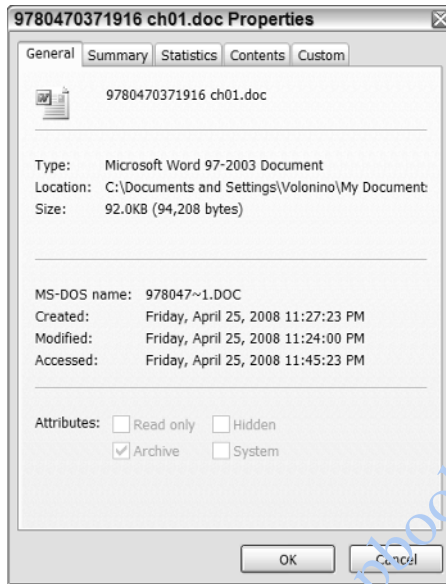 9780470371916 ch01.doc Properties
General Summary Statistics Contents Custom
9780470371916 ch01.doc
Type: Microsoft Word 97-2003 Document
Location: C:\Documents and Settings\Volonino\My Document
Size: 92.0KB (94,208 bytes)
MS-DOS name: 978047~1.DOC
Created: Friday, April 25, 2008 11:27:23 PM
Modified: Friday, April 25, 2008 11:24:00 PM
Accessed: Friday, April 25, 2008 11:45:23 PM
Attributes: Read only Hidden
Archive System
OK Cancel